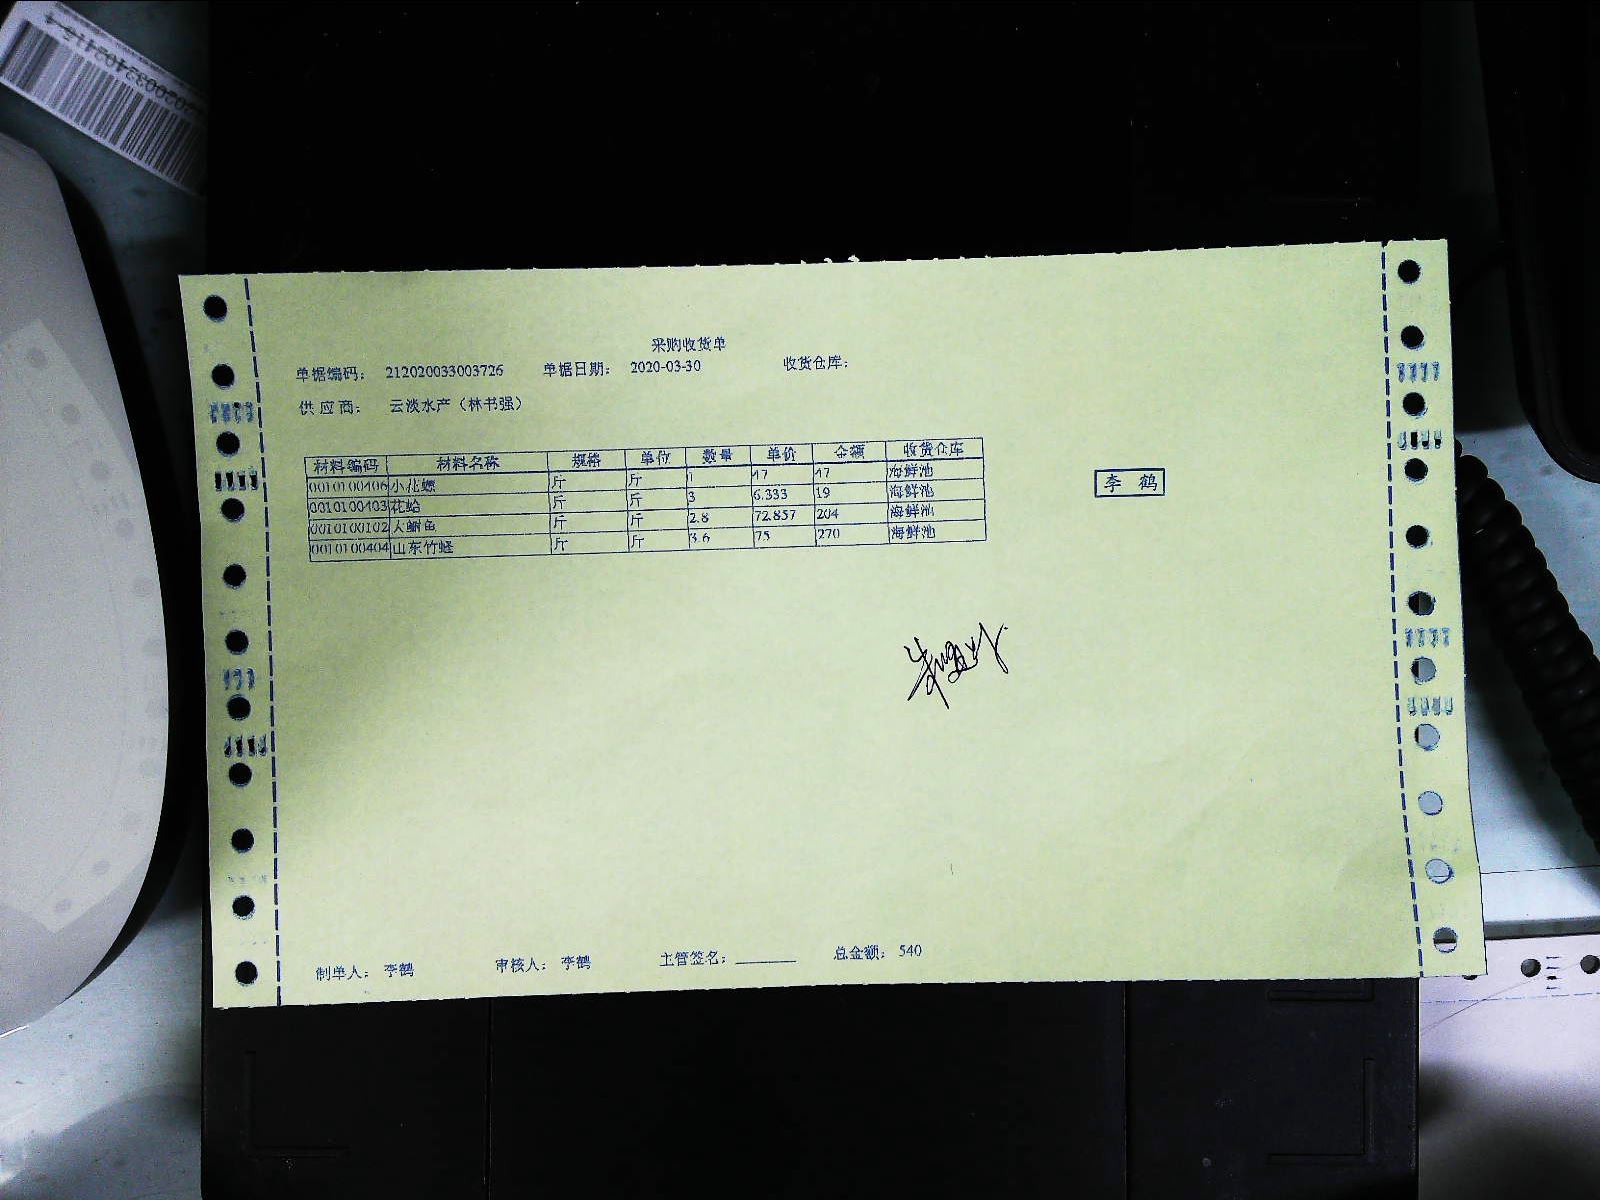 采购收货单
单据编码： 212020033003726 单据日期： 2020-03-30 收货仓库：
供应商： 云淡水产（林书强）
材料编码 材料名称 规格 单位 数量 单价 金额 收货仓库
0010100406 小花螺 斤 斤 1 47 47 海鲜池
0010100403 花蛤 斤 斤 3 6.333 19 海鲜池
0010100102 大鲷鱼 斤 斤 2.8 72.857 204 海鲜池
0010100404 山东竹蛏 斤 斤 3.6 75 270 海鲜池
李 鹤
制单人： 李鹤 审核人： 李鹤 主管签名： 总金额： 540